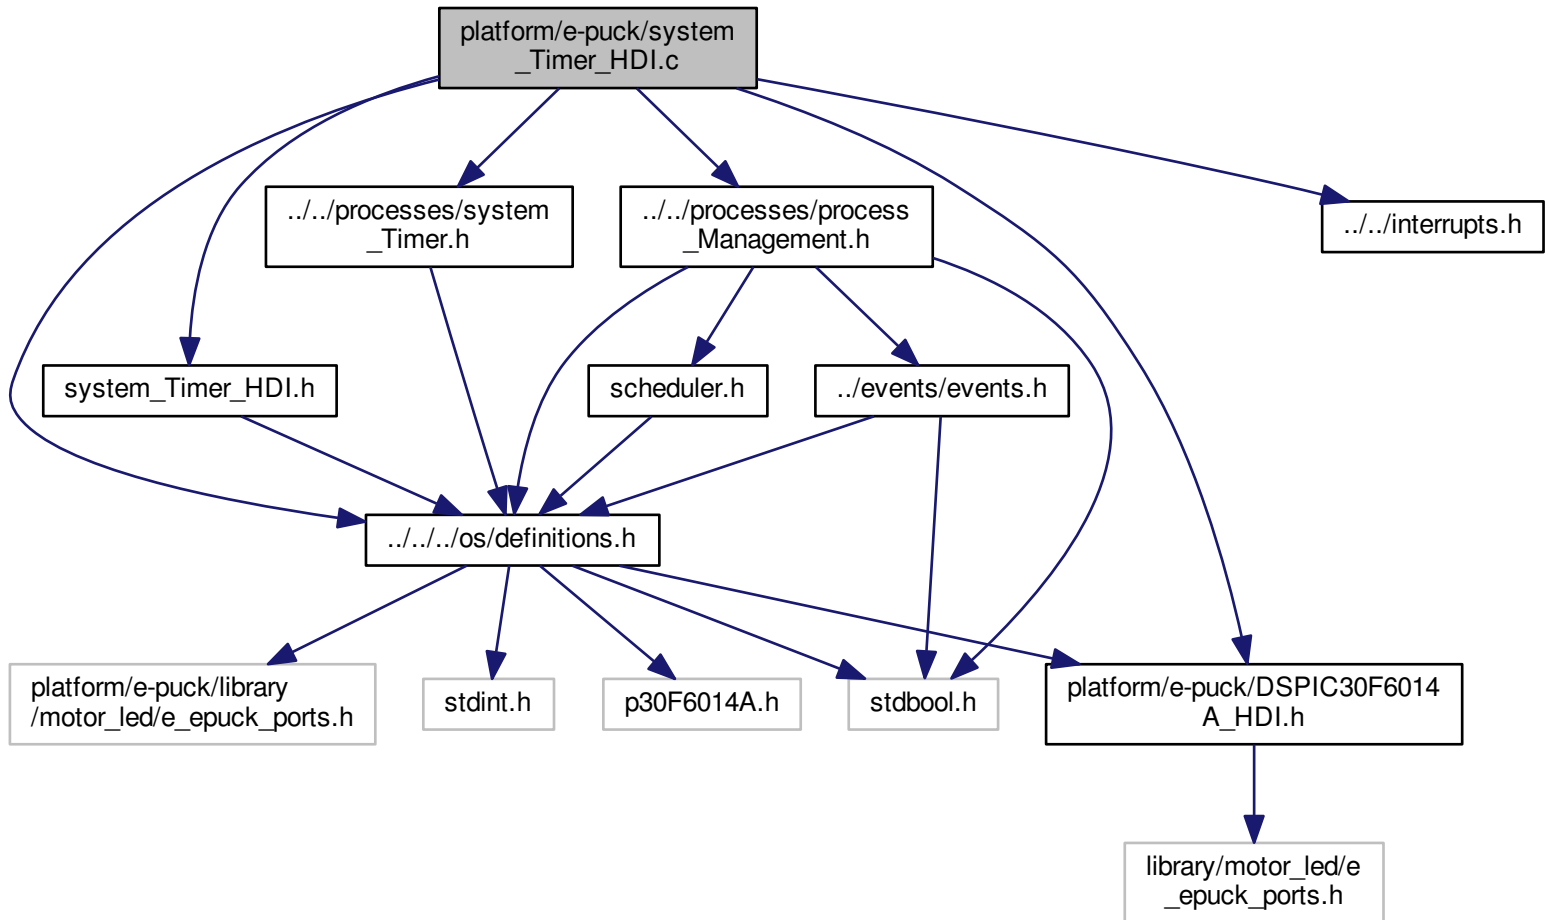 platform/e-puck/system
_Timer_HDI.c
../../processes/system
_Timer.h
../../processes/process
_Management.h
../../interrupts.h
system_Timer_HDI.h
scheduler.h
../events/events.h
../../../os/definitions.h
platform/e-puck/library
/motor_led/e_epuck_ports.h
stdint.h
p30F6014A.h
stdbool.h
platform/e-puck/DSPIC30F6014
A_HDI.h
library/motor_led/e
_epuck_ports.h